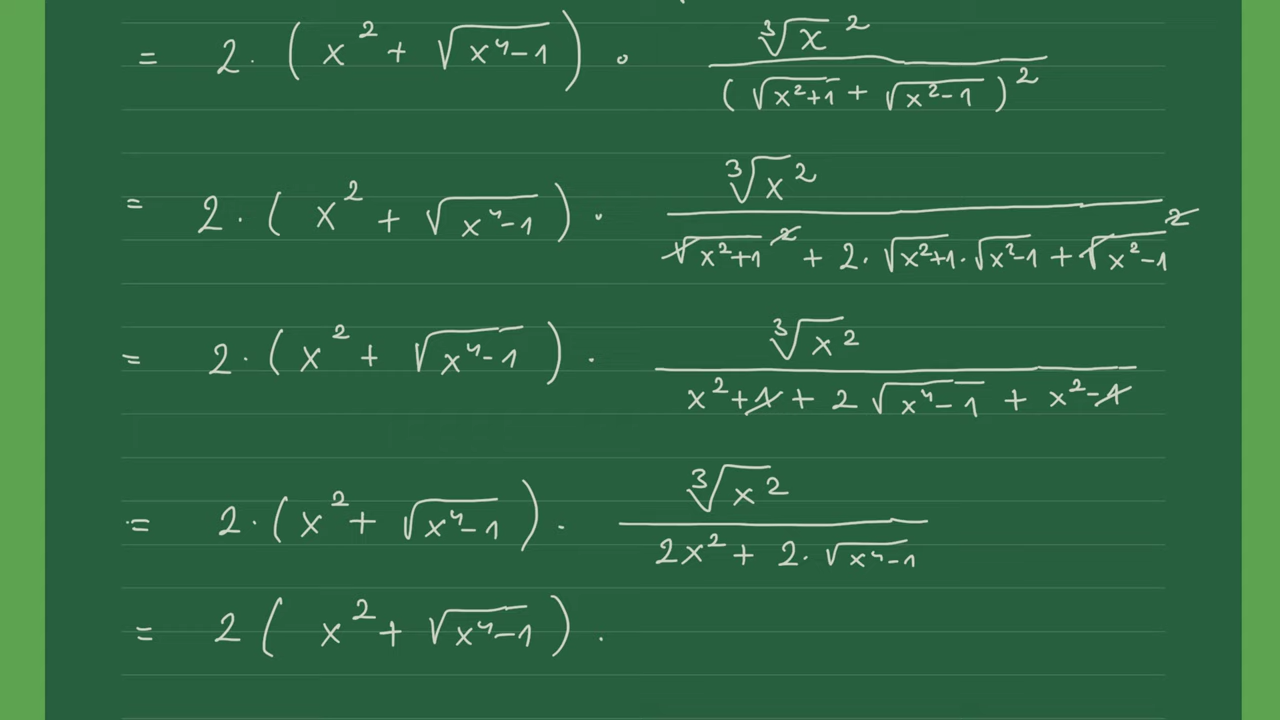 = 2 · ( x² + √(x⁴-1) ) · ∛x² / ( √(x²+1) + √(x²-1) )²
= 2 · ( x² + √(x⁴-1) ) · ∛x² / √(x²+1)² + 2 · √(x²+1) · √(x²-1) + √(x²-1)²
= 2 · ( x² + √(x⁴-1) ) · ∛x² / x² + 1 + 2 √(x⁴-1) + x² - 1
= 2 · ( x² + √(x⁴-1) ) · ∛x² / 2x² + 2 · √(x⁴-1)
= 2 ( x² + √(x⁴-1) ) ·